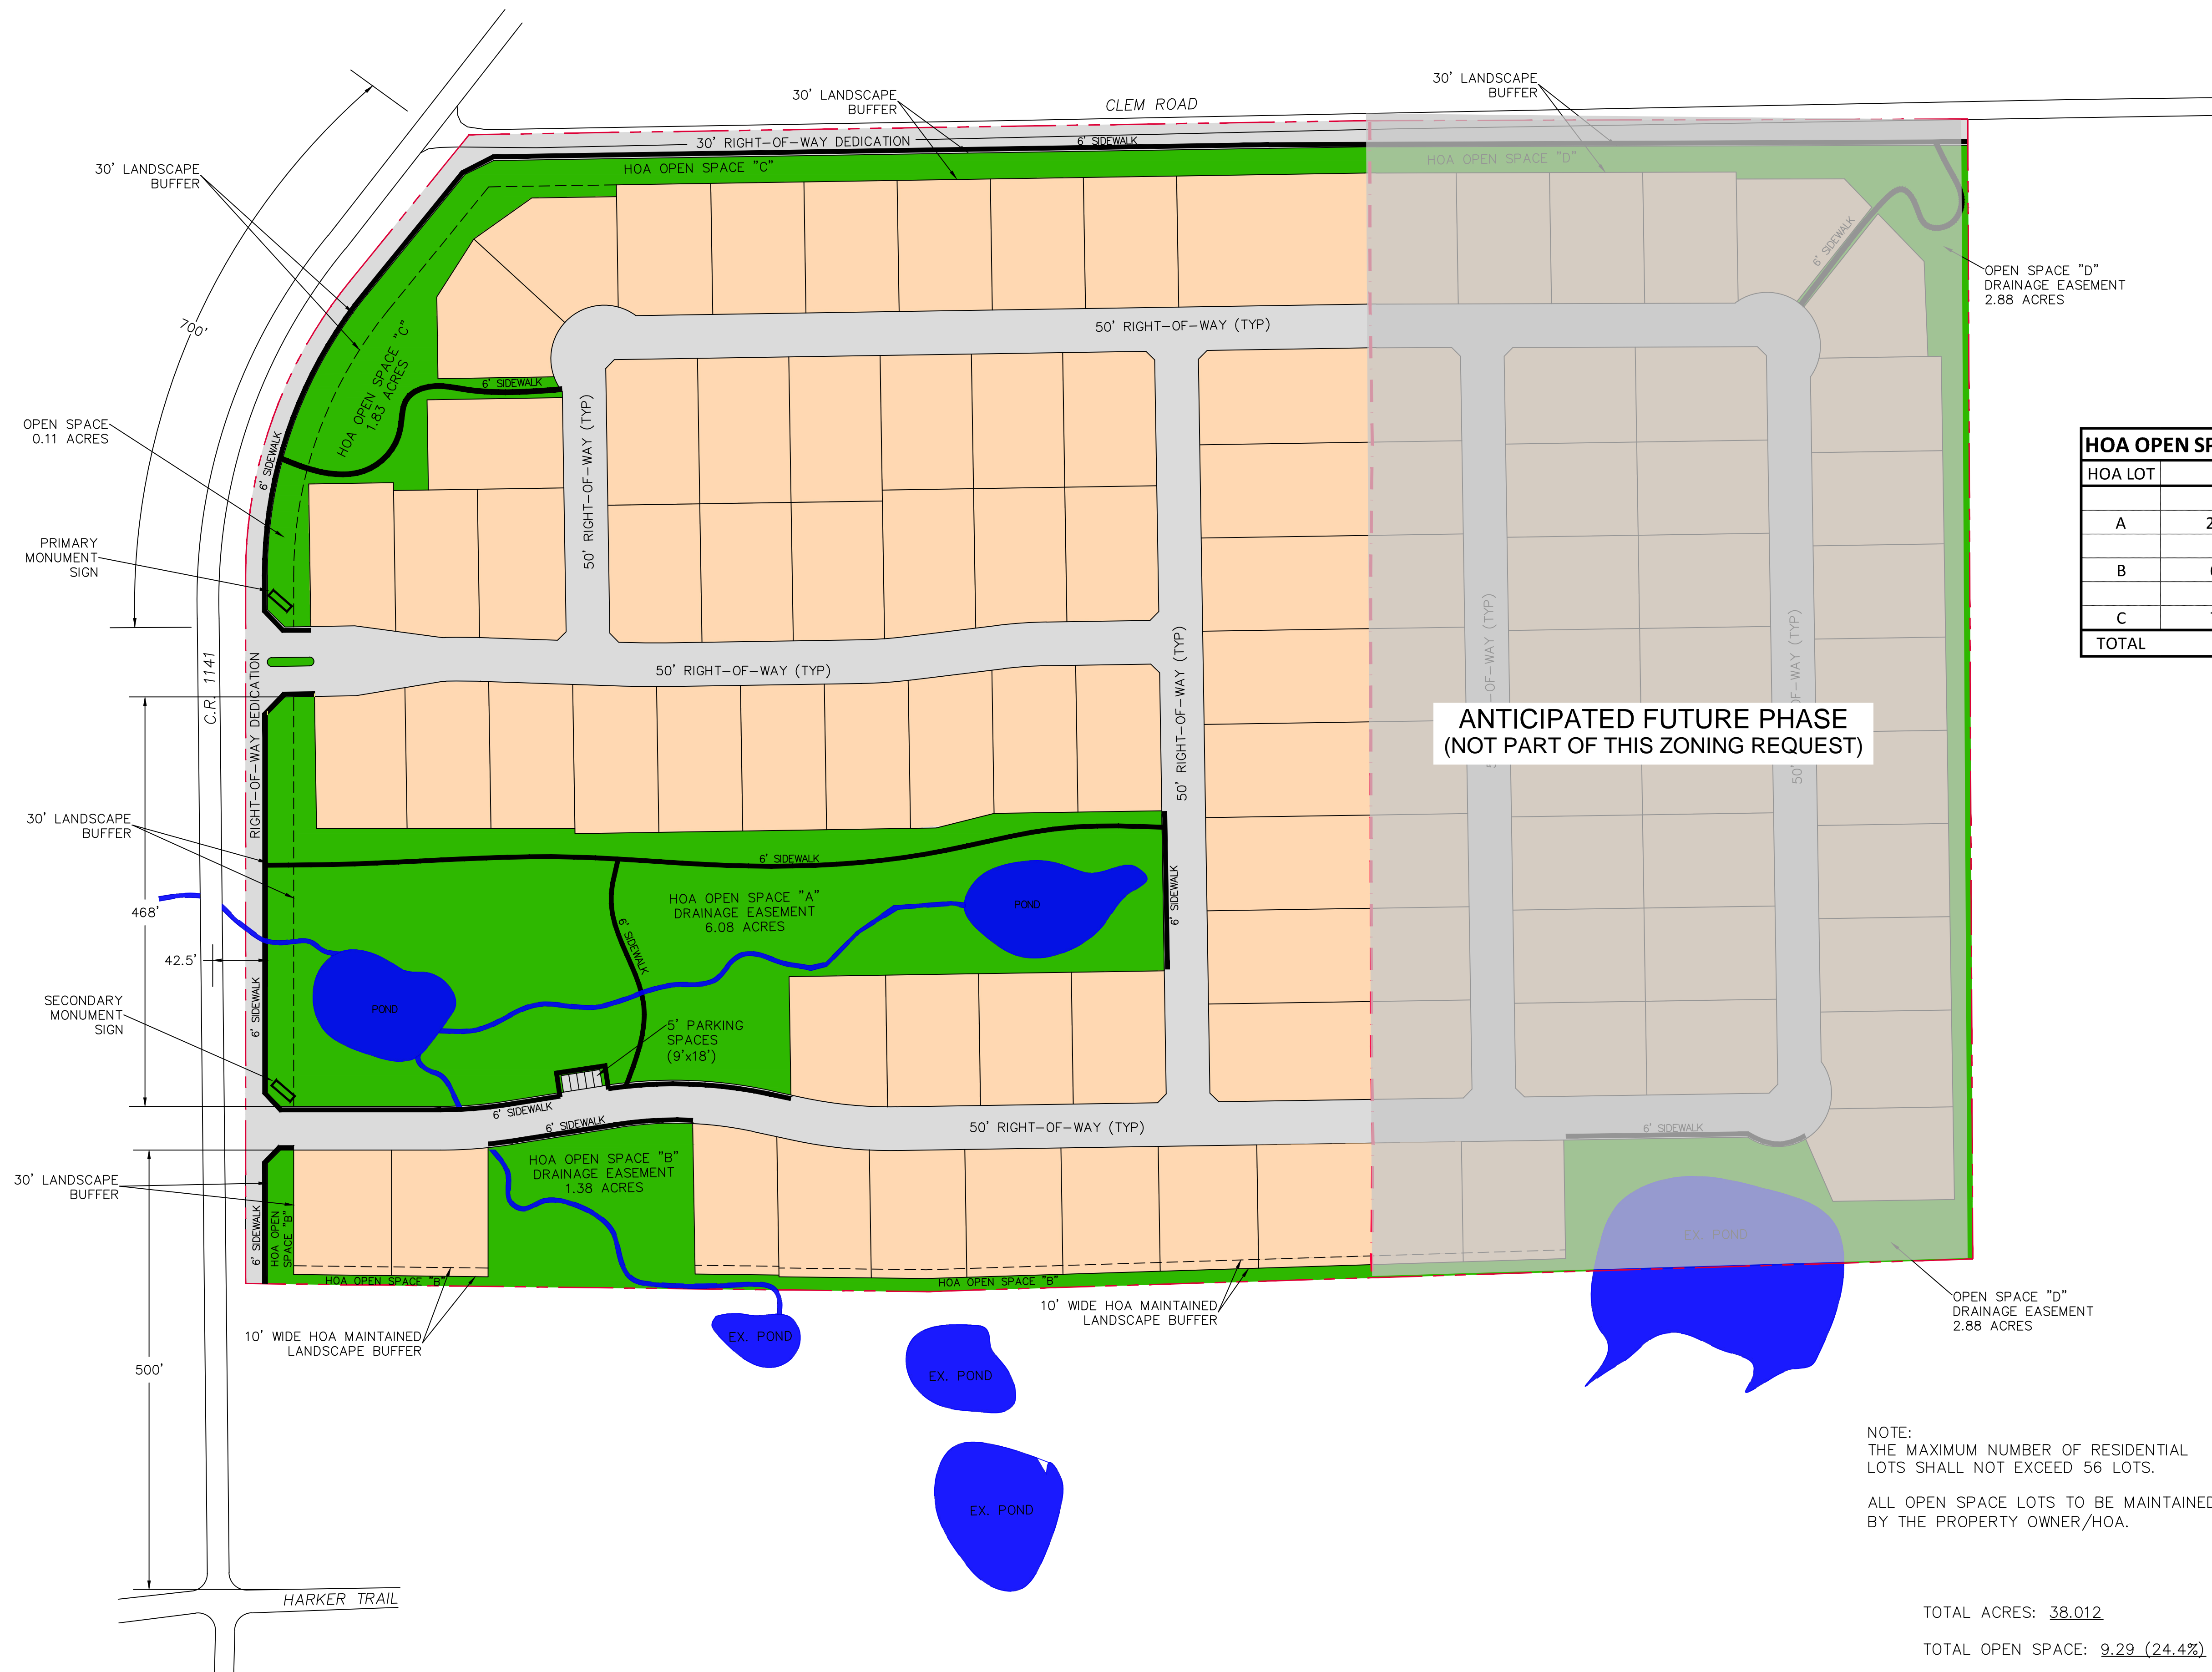 30' LANDSCAPE
BUFFER
CLEM ROAD
30' LANDSCAPE
BUFFER
30' RIGHT-OF-WAY DEDICATION
6' SIDEWALK
HOA OPEN SPACE "C"
HOA OPEN SPACE "D"
30' LANDSCAPE
BUFFER
6' SIDEWALK
OPEN SPACE "D"
DRAINAGE EASEMENT
2.88 ACRES
700'
50' RIGHT-OF-WAY (TYP)
HOA OPEN SPACE "C"
1.83 ACRES
6' SIDEWALK
50' RIGHT-OF-WAY (TYP)
OPEN SPACE
0.11 ACRES
6' SIDEWALK
HOA OPEN SP
HOA LOT
A 2
B
C
TOTAL
PRIMARY
MONUMENT
SIGN
C.R. 1141
RIGHT-OF-WAY DEDICATION
50' RIGHT-OF-WAY (TYP)
50' RIGHT-OF-WAY (TYP)
50' RIGHT-OF-WAY (TYP)
50' OF-WAY (TYP)
ANTICIPATED FUTURE PHASE
(NOT PART OF THIS ZONING REQUEST)
30' LANDSCAPE
BUFFER
6' SIDEWALK
6' SIDEWALK
HOA OPEN SPACE "A"
DRAINAGE EASEMENT
6.08 ACRES
POND
468'
6' SIDEWALK
42.5'
SECONDARY
MONUMENT
SIGN
6' SIDEWALK
POND
5' PARKING
SPACES
(9'x18')
6' SIDEWALK
6' SIDEWALK
50' RIGHT-OF-WAY (TYP)
6' SIDEWALK
30' LANDSCAPE
BUFFER
HOA OPEN SPACE "B"
DRAINAGE EASEMENT
1.38 ACRES
6' SIDEWALK
HOA OPEN
SPACE "B"
EX. POND
HOA OPEN SPACE "B"
HOA OPEN SPACE "B"
10' WIDE HOA MAINTAINED
LANDSCAPE BUFFER
10' WIDE HOA MAINTAINED
LANDSCAPE BUFFER
OPEN SPACE "D"
DRAINAGE EASEMENT
2.88 ACRES
EX. POND
500'
EX. POND
EX. POND
NOTE:
THE MAXIMUM NUMBER OF RESIDENTIAL
LOTS SHALL NOT EXCEED 56 LOTS.
ALL OPEN SPACE LOTS TO BE MAINTAINED
BY THE PROPERTY OWNER/HOA.
HARKER TRAIL
TOTAL ACRES: 38.012
TOTAL OPEN SPACE: 9.29 (24.4%)